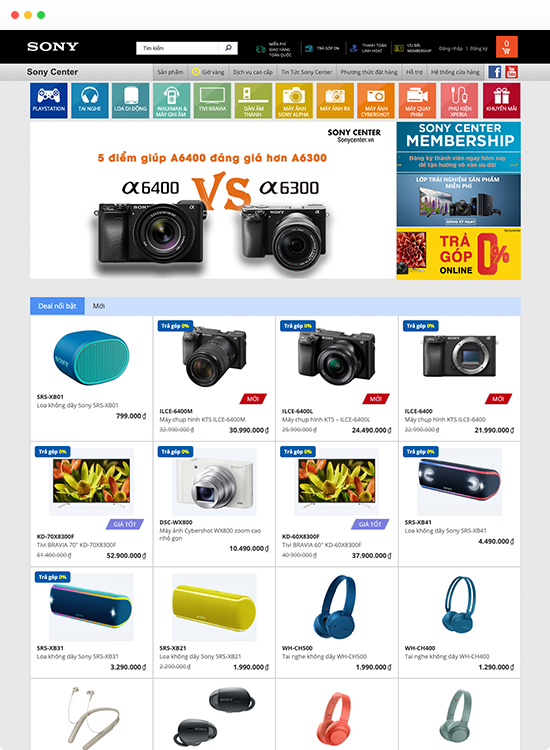 SONY
Tìm kiếm
MIỄN PHÍ
GIAO HÀNG
TOÀN QUỐC
TRẢ GÓP 0%
THANH TOÁN
LINH HOẠT
ƯU ĐÃI
MEMBERSHIP
Đăng nhập | Đăng ký
0
Sony Center
Sản phẩm
Giờ vàng
Dịch vụ cao cấp
Tin Tức Sony Center
Phương thức đặt hàng
Hỗ trợ
Hệ thống cửa hàng
PLAYSTATION
TAI NGHE
LOA DI ĐỘNG
WALKMAN &
MÁY GHI ÂM
TIVI BRAVIA
DÀN ÂM
THANH
MÁY ẢNH
SONY ALPHA
MÁY ẢNH RX
MÁY ẢNH
CYBERSHOT
MÁY QUAY
PHIM
PHỤ KIỆN
XPERIA
KHUYẾN MÃI
SONY CENTER
Sonycenter.vn
5 điểm giúp A6400 đáng giá hơn A6300
α6400 VS α6300
SONY CENTER
MEMBERSHIP
Đăng ký thành viên ngay hôm nay
để tận hưởng vô vàn ưu đãi
LỚP TRẢI NGHIỆM SẢN PHẨM
MIỄN PHÍ
ĐĂNG KÝ NGAY
Sonycenter
TRẢ
GÓP
ONLINE
0%
Deal nổi bật
Mới
SRS-XB01
Loa không dây Sony SRS-XB01
799.000 ₫
Trả góp 0%
MỚI
ILCE-6400M
Máy chụp hình KTS ILCE-6400M
32.990.000 ₫
30.990.000 ₫
Trả góp 0%
MỚI
ILCE-6400L
Máy chụp hình KTS – ILCE-6400L
25.990.000 ₫
24.490.000 ₫
Trả góp 0%
MỚI
ILCE-6400
Máy chụp hình KTS ILCE-6400
22.990.000 ₫
21.990.000 ₫
Trả góp 0%
GIÁ TỐT
KD-70X8300F
Tivi BRAVIA 70" KD-70X8300F
61.400.000 ₫
52.900.000 ₫
Trả góp 0%
DSC-WX800
Máy ảnh Cybershot WX800 zoom cao
nhỏ gọn
10.490.000 ₫
Trả góp 0%
GIÁ TỐT
KD-60X8300F
Tivi BRAVIA 60" KD-60X8300F
40.900.000 ₫
37.900.000 ₫
Trả góp 0%
SRS-XB41
Loa không dây Sony SRS-XB41
4.490.000 ₫
Trả góp 0%
SRS-XB31
Loa không dây Sony SRS-XB31
3.290.000 ₫
SRS-XB21
Loa không dây Sony SRS-XB21
2.290.000 ₫
1.990.000 ₫
WH-CH500
Tai nghe không dây WH-CH500
1.990.000 ₫
WH-CH400
Tai nghe không dây WH-CH400
1.290.000 ₫